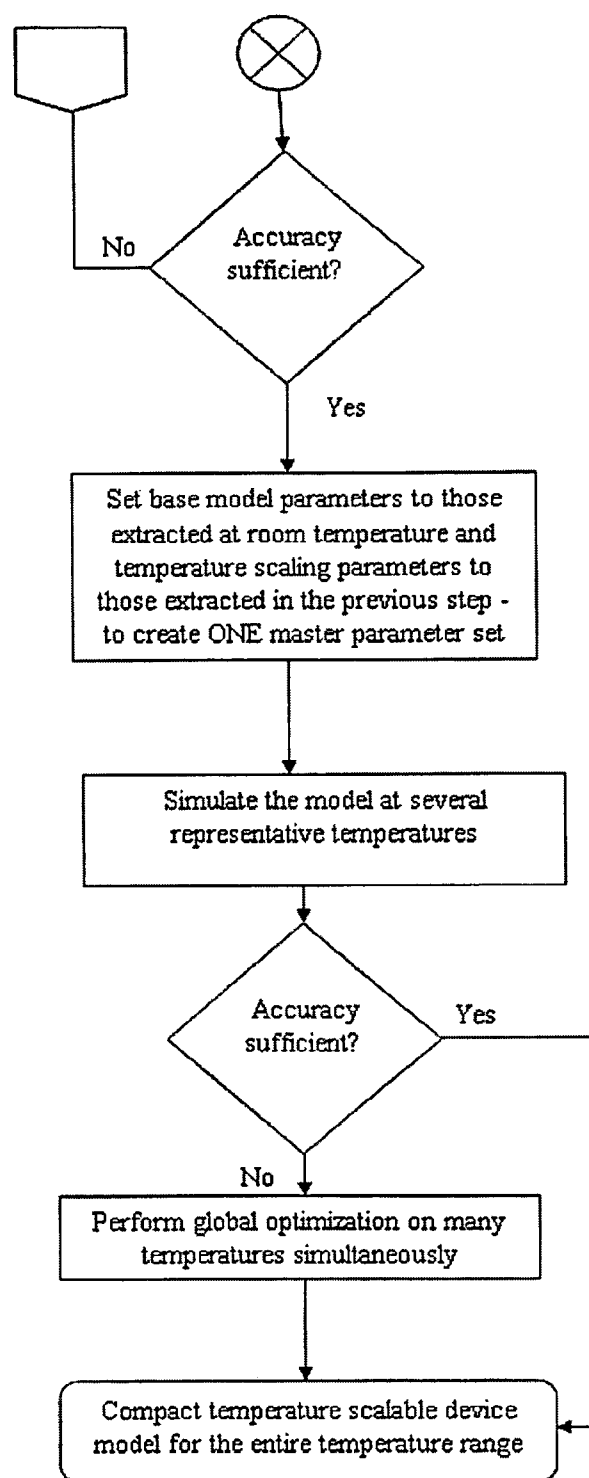 Accuracy
sufficient?
No
Yes
Set base model parameters to those
extracted at room temperature and
temperature scaling parameters to
those extracted in the previous step -
to create ONE master parameter set
Simulate the model at several
representative temperatures
Accuracy
sufficient?
Yes
No
Perform global optimization on many
temperatures simultaneously
Compact temperature scalable device
model for the entire temperature range